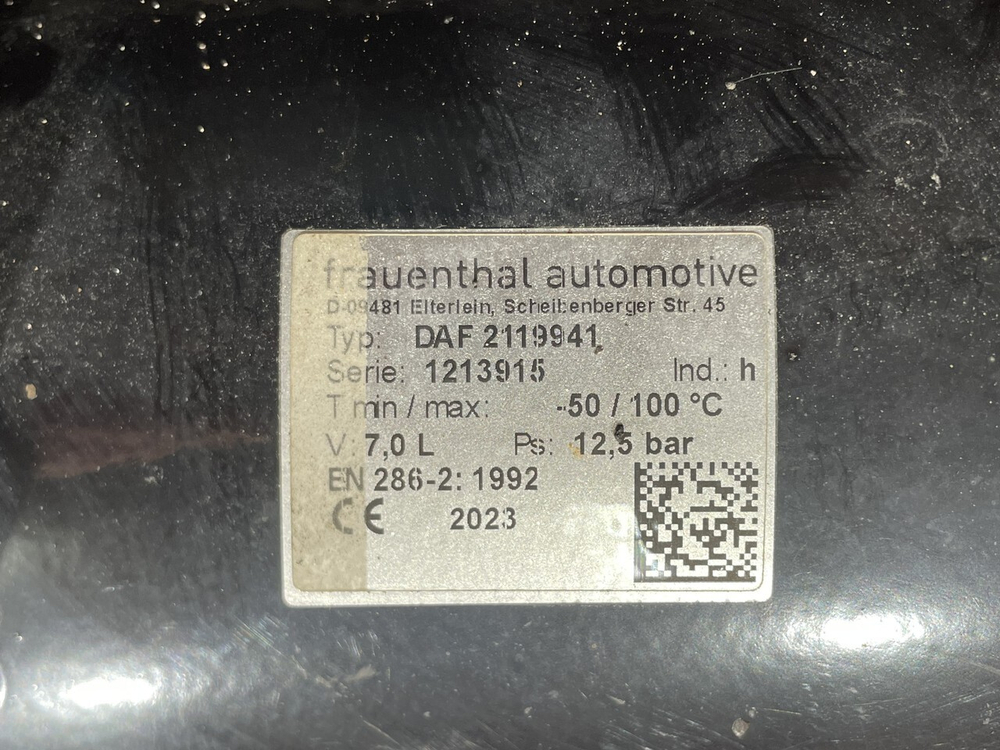 frauenthal automotive
D-09481 Elterlein, Scheibenberger Str. 45
Typ: DAF 2119941
Serie: 1213915 Ind.: h
T min / max: -50 / 100 °C
V: 7,0 L Ps: 12,5 bar
EN 286-2: 1992
CE 2023